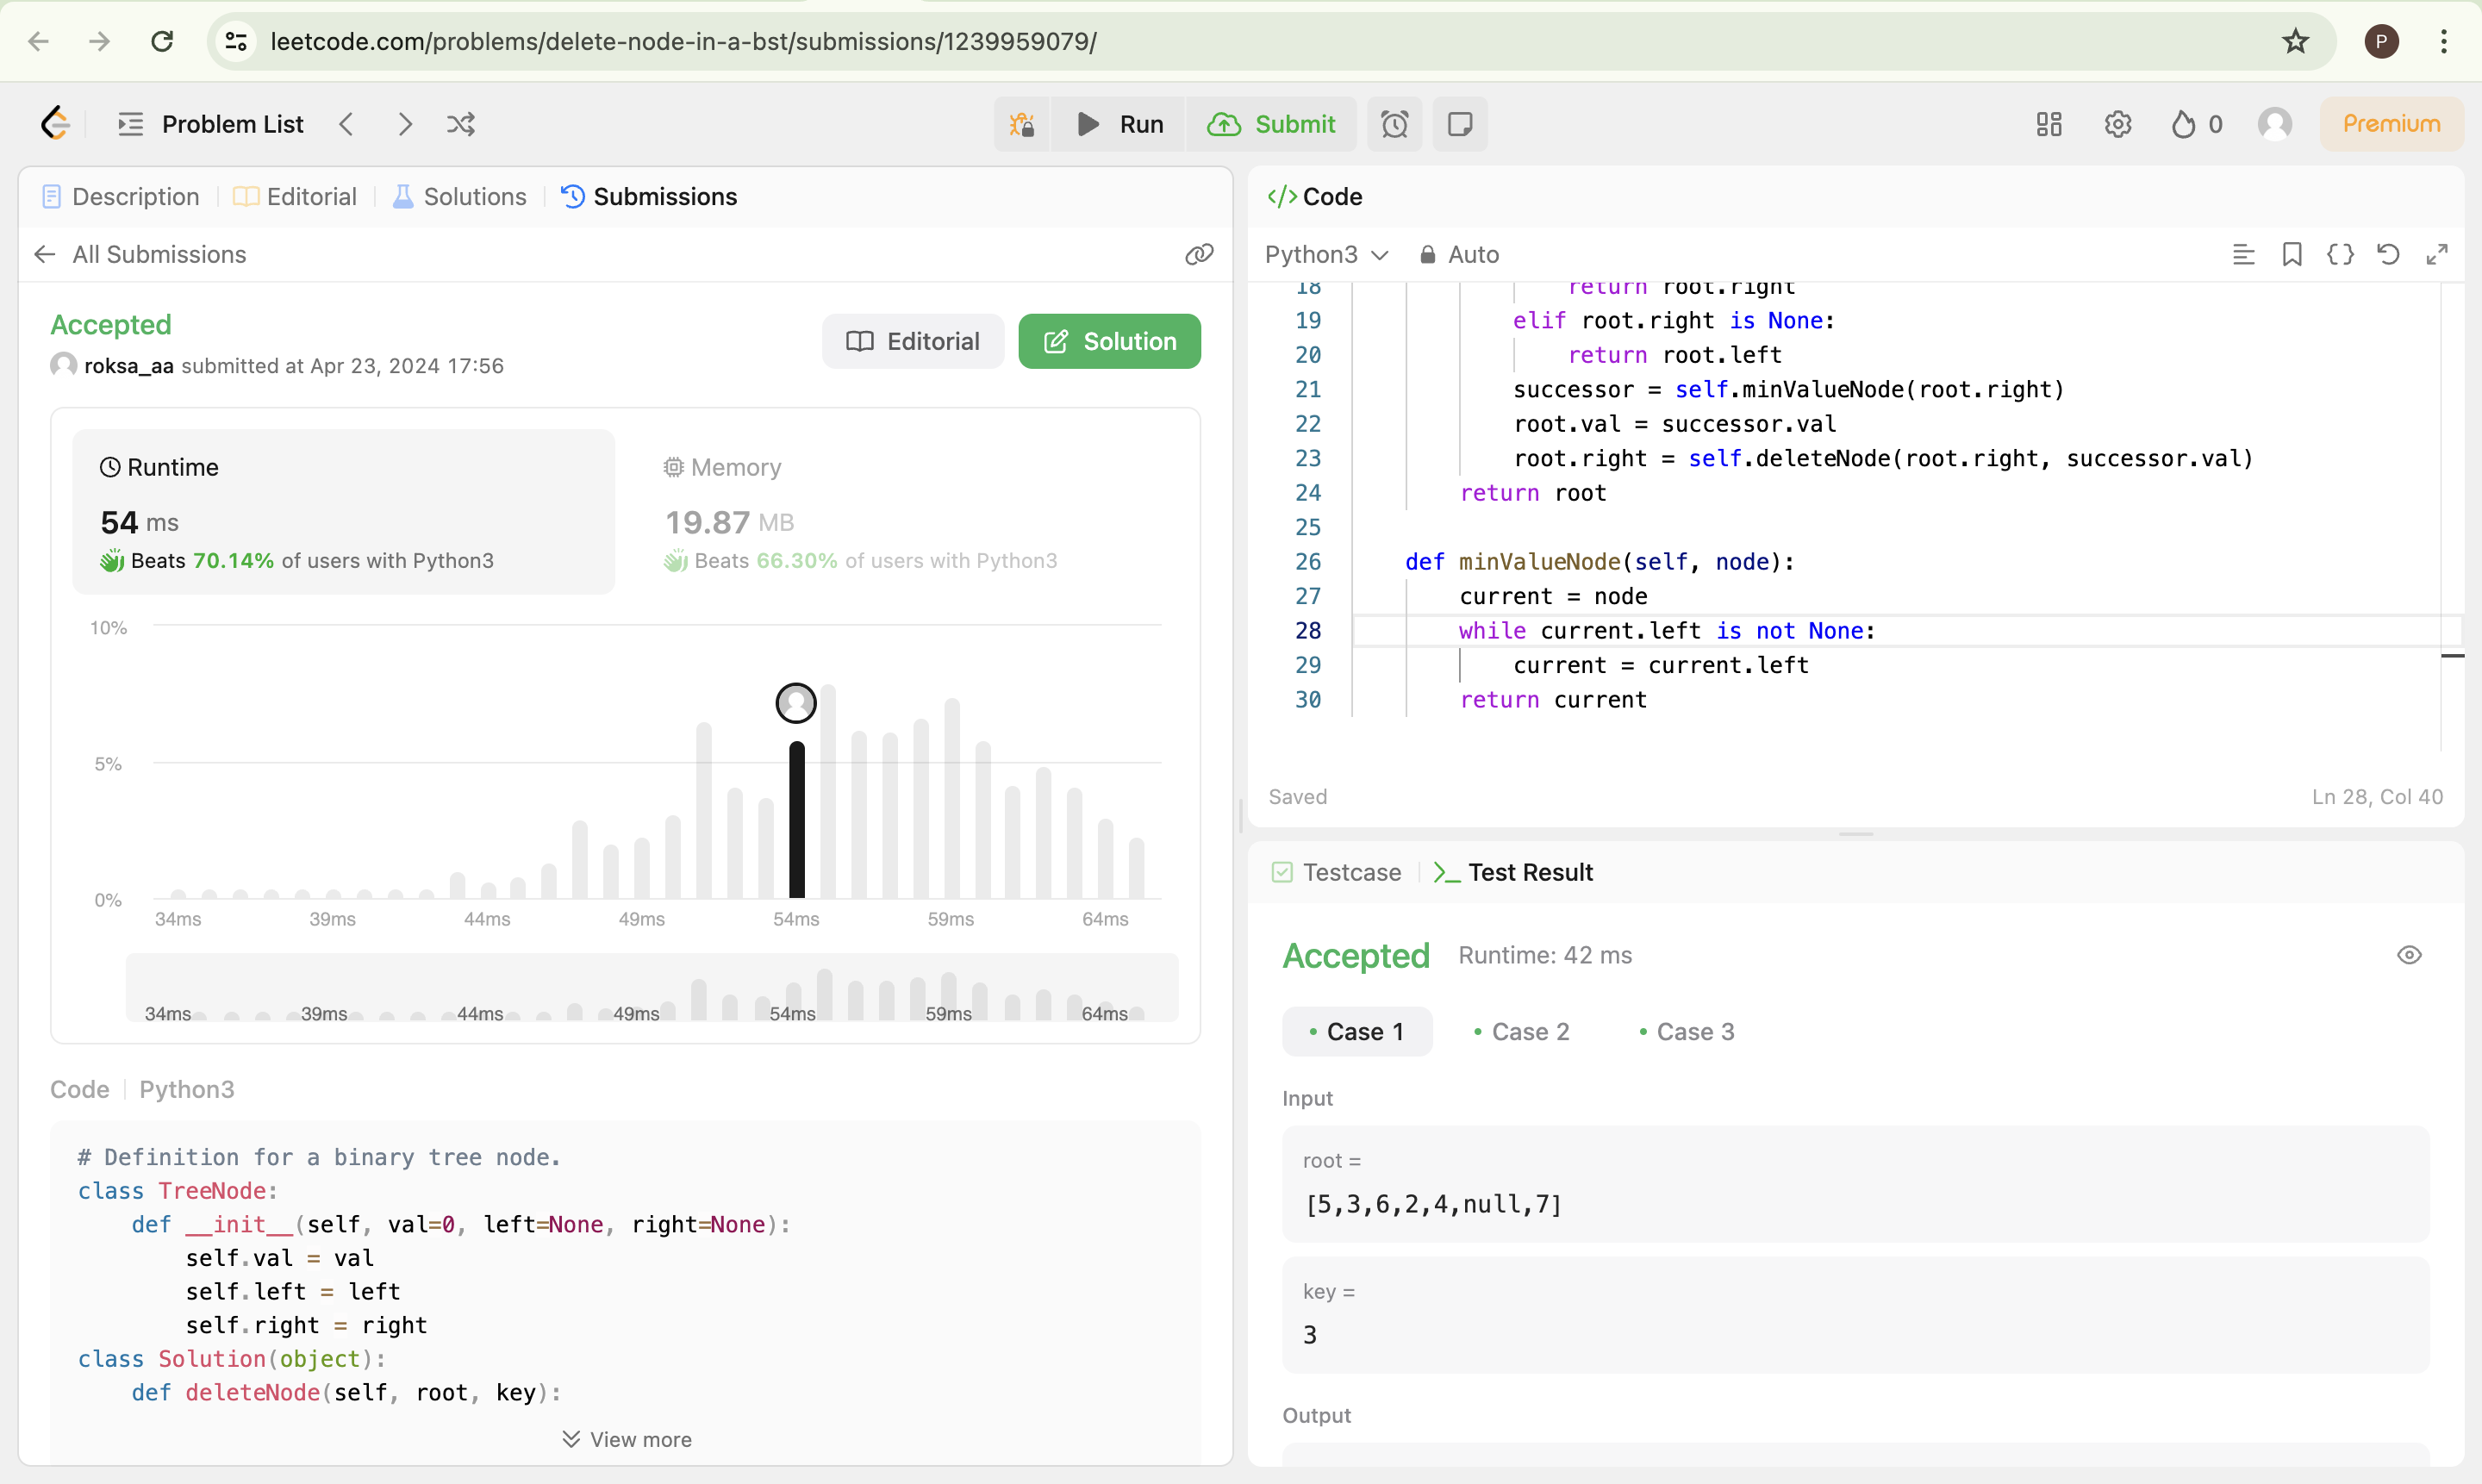 leetcode.com/problems/delete-node-in-a-bst/submissions/1239959079/
P
Problem List
Run
Submit
0
Premium
Description
Editorial
Solutions
Submissions
All Submissions
Accepted
roksa_aa submitted at Apr 23, 2024 17:56
Editorial
Solution
Runtime
54 ms
Beats 70.14% of users with Python3
Memory
19.87 MB
Beats 66.30% of users with Python3
10%
5%
0%
34ms 39ms 44ms 49ms 54ms 59ms 64ms
34ms 39ms 44ms 49ms 54ms 59ms 64ms
Code | Python3
# Definition for a binary tree node.
class TreeNode:
    def __init__(self, val=0, left=None, right=None):
        self.val = val
        self.left = left
        self.right = right
class Solution(object):
    def deleteNode(self, root, key):
View more
</> Code
Python3
Auto
18 return root.right
19 elif root.right is None:
20 return root.left
21 successor = self.minValueNode(root.right)
22 root.val = successor.val
23 root.right = self.deleteNode(root.right, successor.val)
24 return root
25
26 def minValueNode(self, node):
27 current = node
28 while current.left is not None:
29 current = current.left
30 return current
Saved
Ln 28, Col 40
Testcase
Test Result
Accepted
Runtime: 42 ms
• Case 1
• Case 2
• Case 3
Input
root =
[5,3,6,2,4,null,7]
key =
3
Output